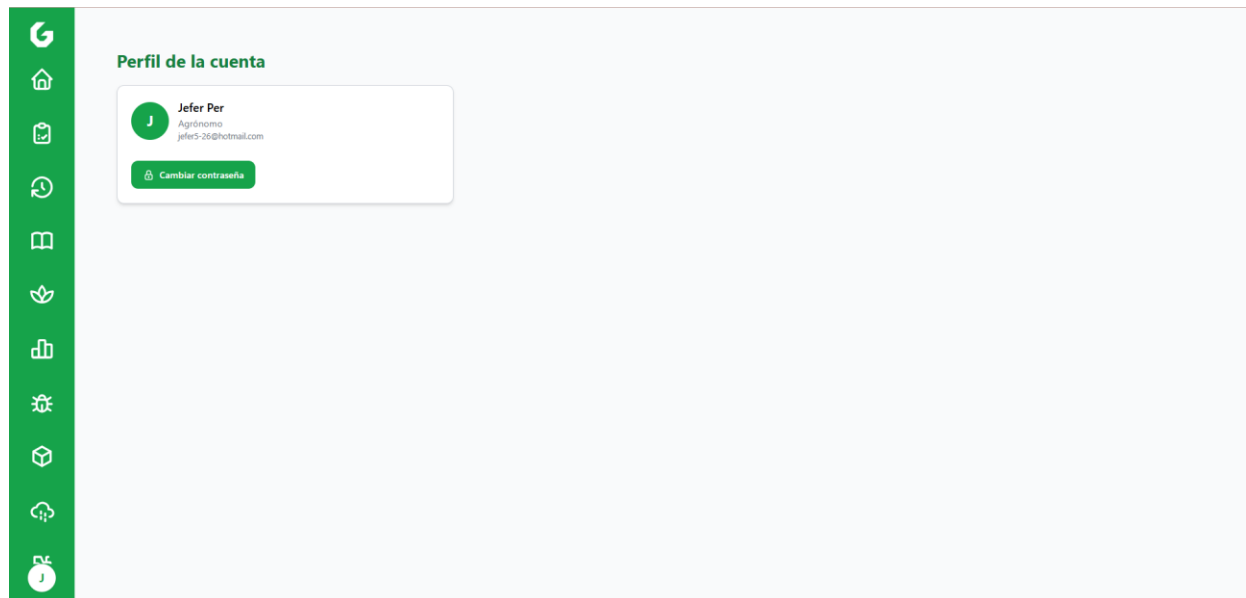 G
Perfil de la cuenta
J
Jefer Per
Agrónomo
jefer5-26@hotmail.com
Cambiar contraseña
J